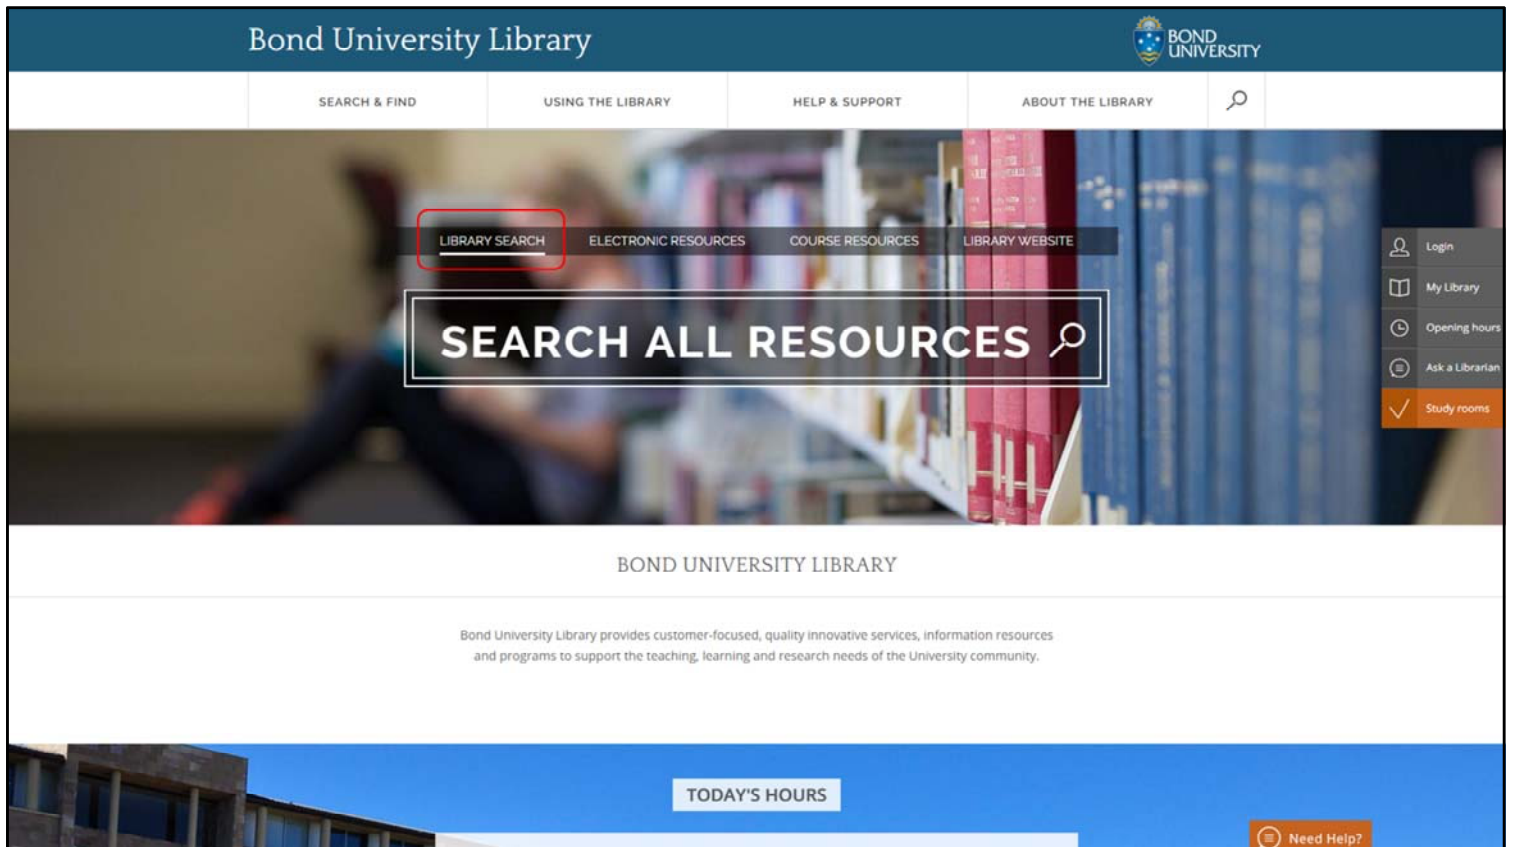 Bond University Library
BOND
UNIVERSITY
SEARCH & FIND
USING THE LIBRARY
HELP & SUPPORT
ABOUT THE LIBRARY
LIBRARY SEARCH
ELECTRONIC RESOURCES
COURSE RESOURCES
LIBRARY WEBSITE
SEARCH ALL RESOURCES
Login
My Library
Opening hours
Ask a Librarian
Study rooms
BOND UNIVERSITY LIBRARY
Bond University Library provides customer-focused, quality innovative services, information resources
and programs to support the teaching, learning and research needs of the University community.
TODAY'S HOURS
Need Help?